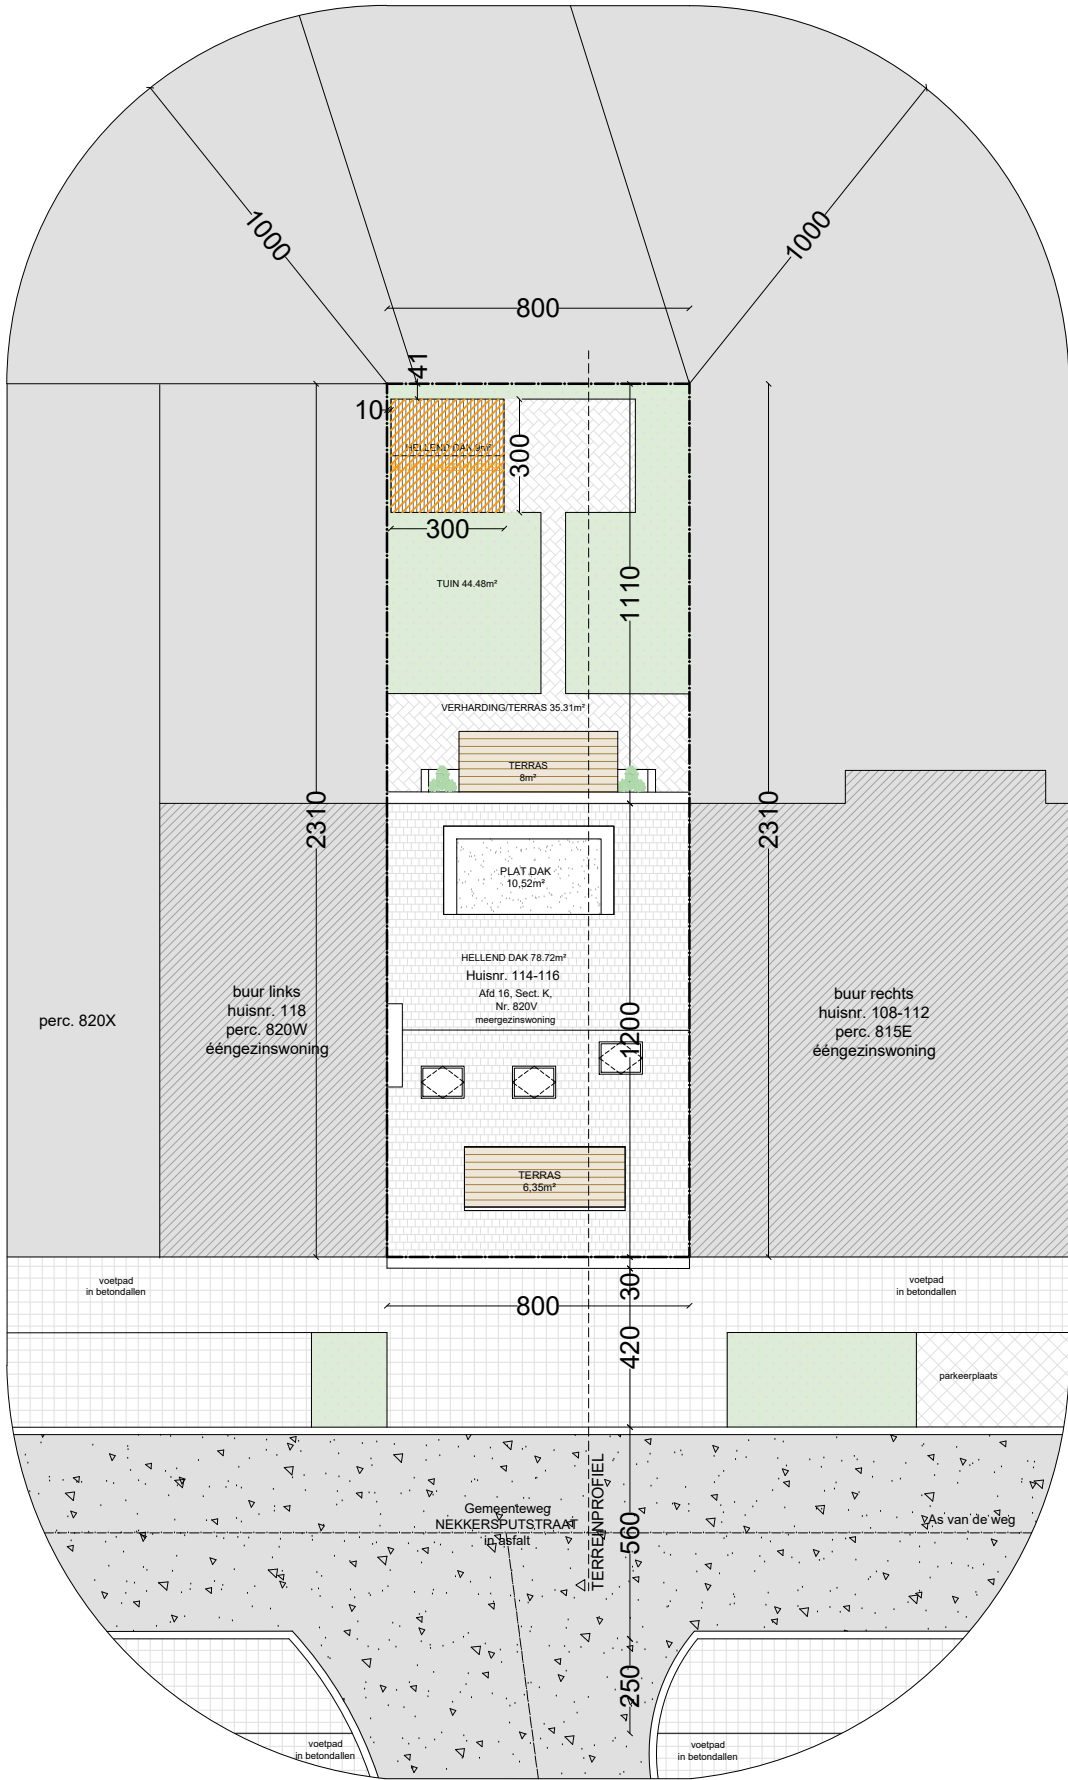 1000
1000
800
41
10
HELLEND DAK 9m²
300
300
TUIN 44.48m²
1110
VERHARDING/TERRAS 35.31m²
TERRAS
8m²
2310
2310
PLAT DAK
10,52m²
HELLEND DAK 78.72m²
Huisnr. 114-116
Afd 16, Sect. K,
Nr. 820V
meergezinswoning
1200
perc. 820X
buur links
huisnr. 118
perc. 820W
ééngezinswoning
buur rechts
huisnr. 108-112
perc. 815E
ééngezinswoning
TERRAS
6,35m²
voetpad
in betondallen
voetpad
in betondallen
30
800
420
parkeerplaats
TERREINPROFIEL
Gemeenteweg
NEKKERSPUTSTRAAT
in asfalt
560
As van de weg
250
voetpad
in betondallen
voetpad
in betondallen